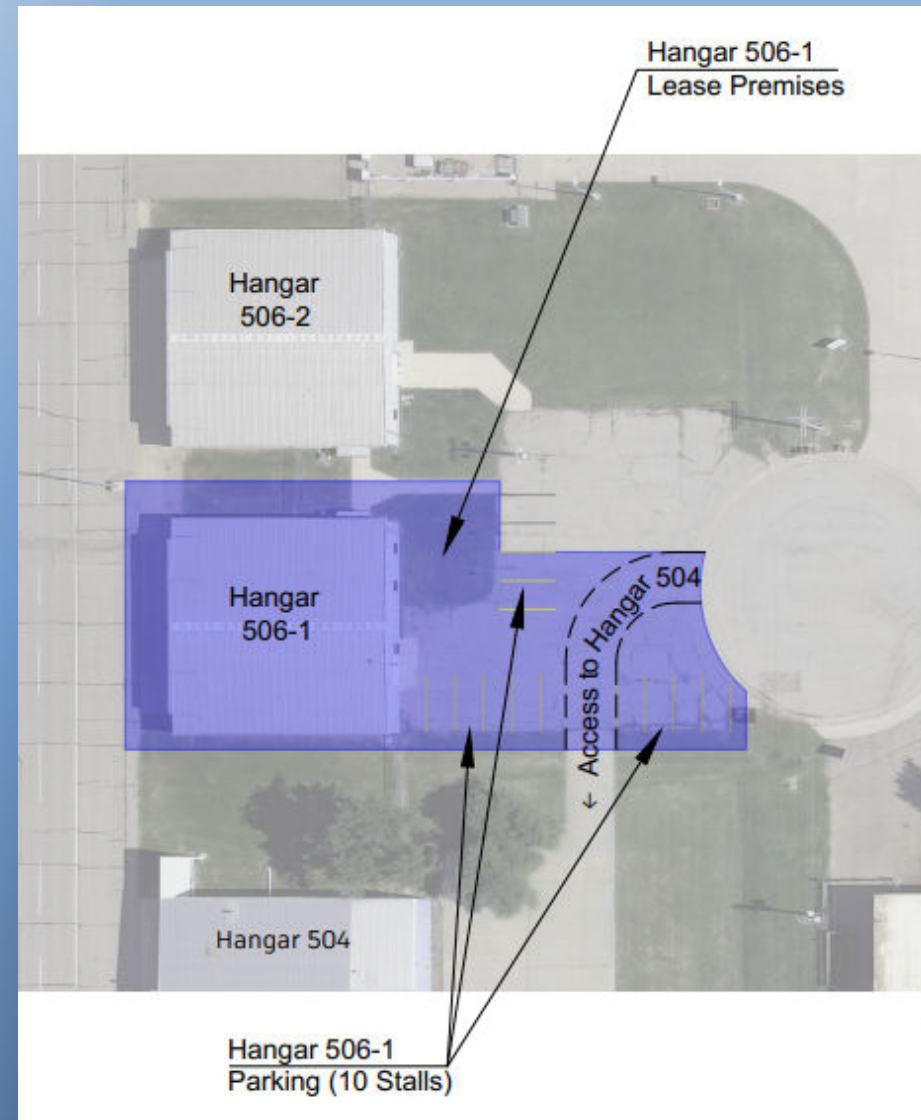 Hangar 506-1
Lease Premises
Hangar
506-2
Hangar
506-1
← Access to Hangar 504
Hangar 504
Hangar 506-1
Parking (10 Stalls)